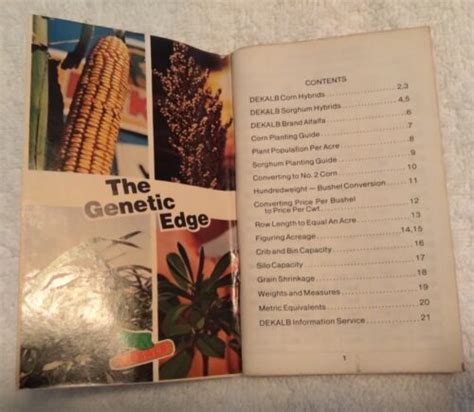 The
Genetic
Edge
CONTENTS
DEKALB Corn Hybrids 2,3
DEKALB Sorghum Hybrids 4,5
DEKALB Brand Alfalfa 6
Corn Planting Guide 7
Plant Population Per Acre 8
Sorghum Planting Guide 9
Converting to No. 2 Corn 10
Hundredweight — Bushel Conversion 11
Converting Price Per Bushel
to Price Per Cwt. 12
Row Length to Equal An Acre 13
Figuring Acreage 14,15
Crib and Bin Capacity 16
Silo Capacity 17
Grain Shrinkage 18
Weights and Measures 19
Metric Equivalents 20
DEKALB Information Service 21
1